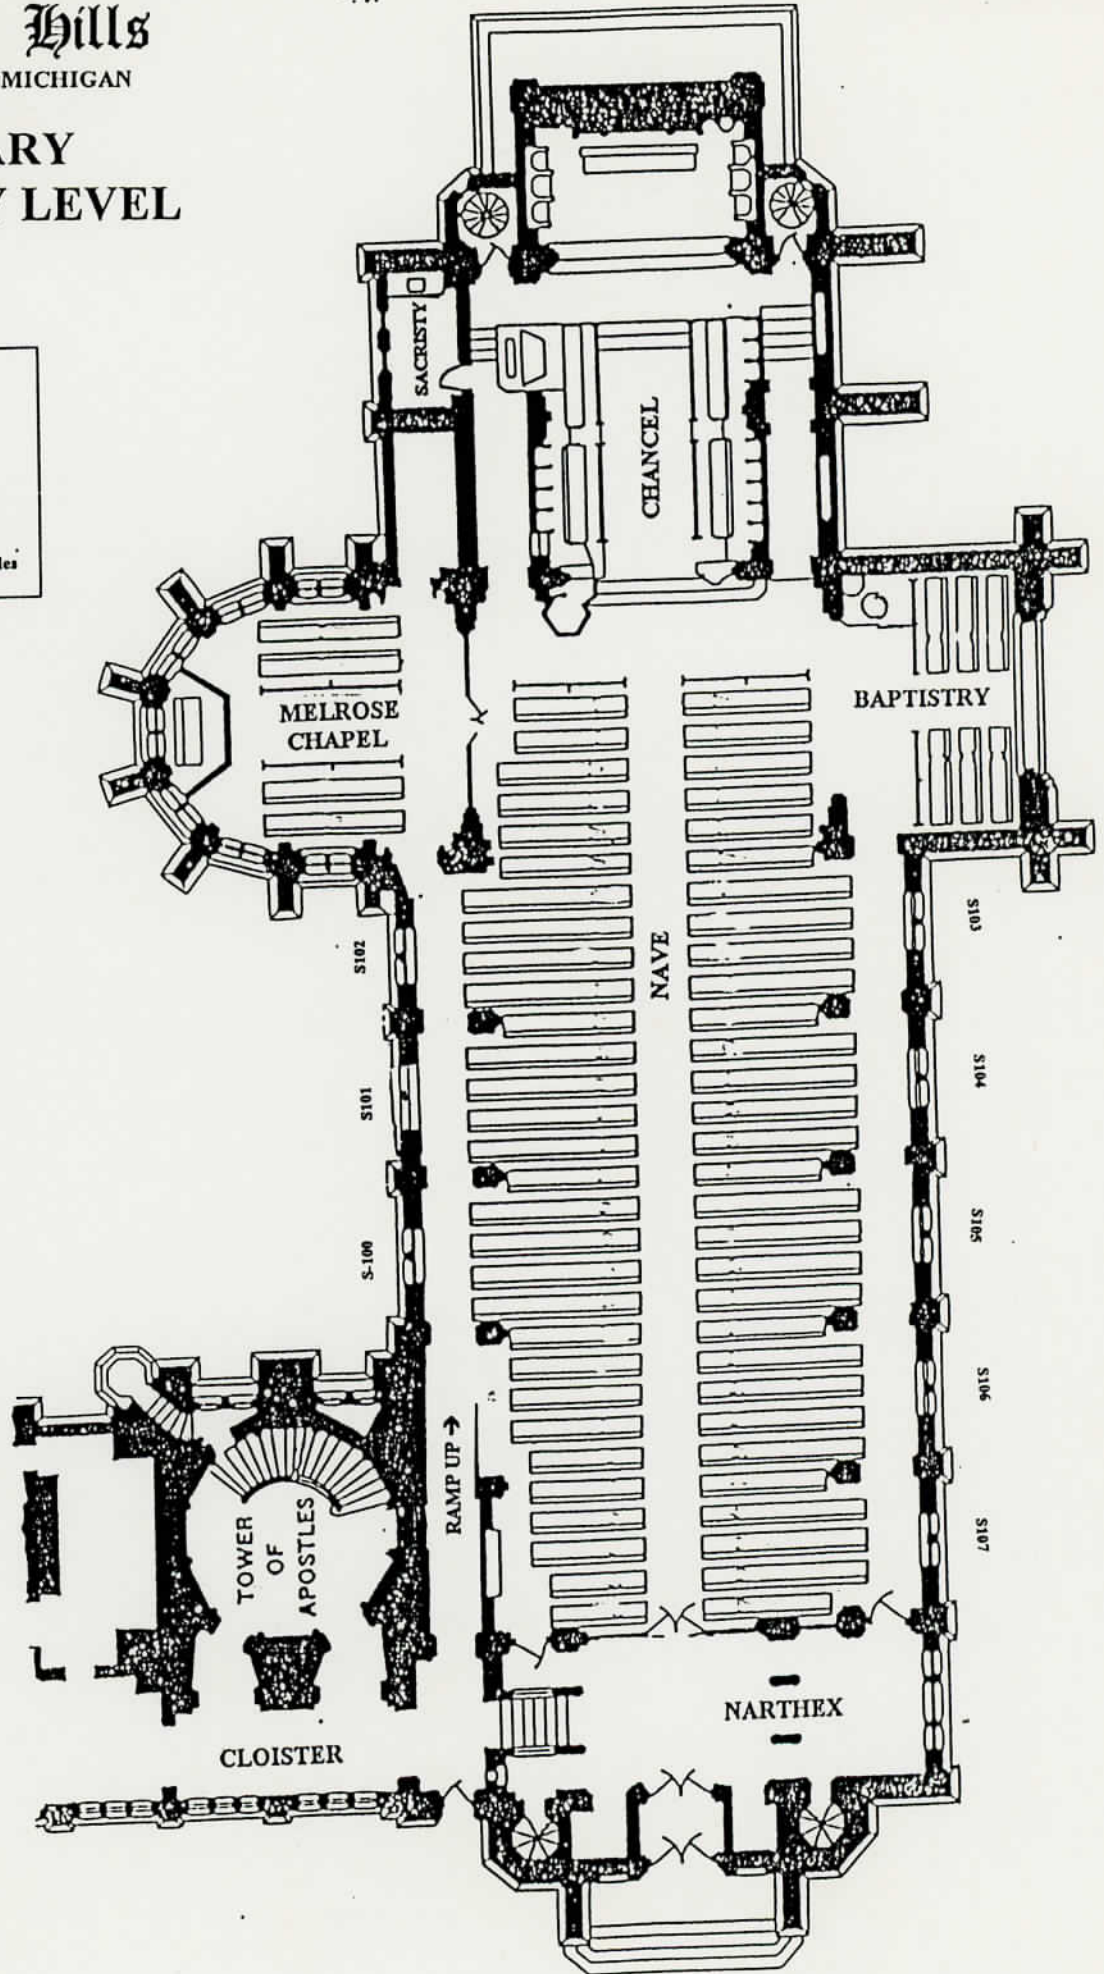 Hills
MICHIGAN
ARY
Y LEVEL
les
SACRISTY
CHANCEL
MELROSE
CHAPEL
BAPTISTRY
NAVE
S102
S103
S101
S104
S-100
S105
S106
RAMP UP →
S107
TOWER
OF
APOSTLES
NARTHEX
CLOISTER